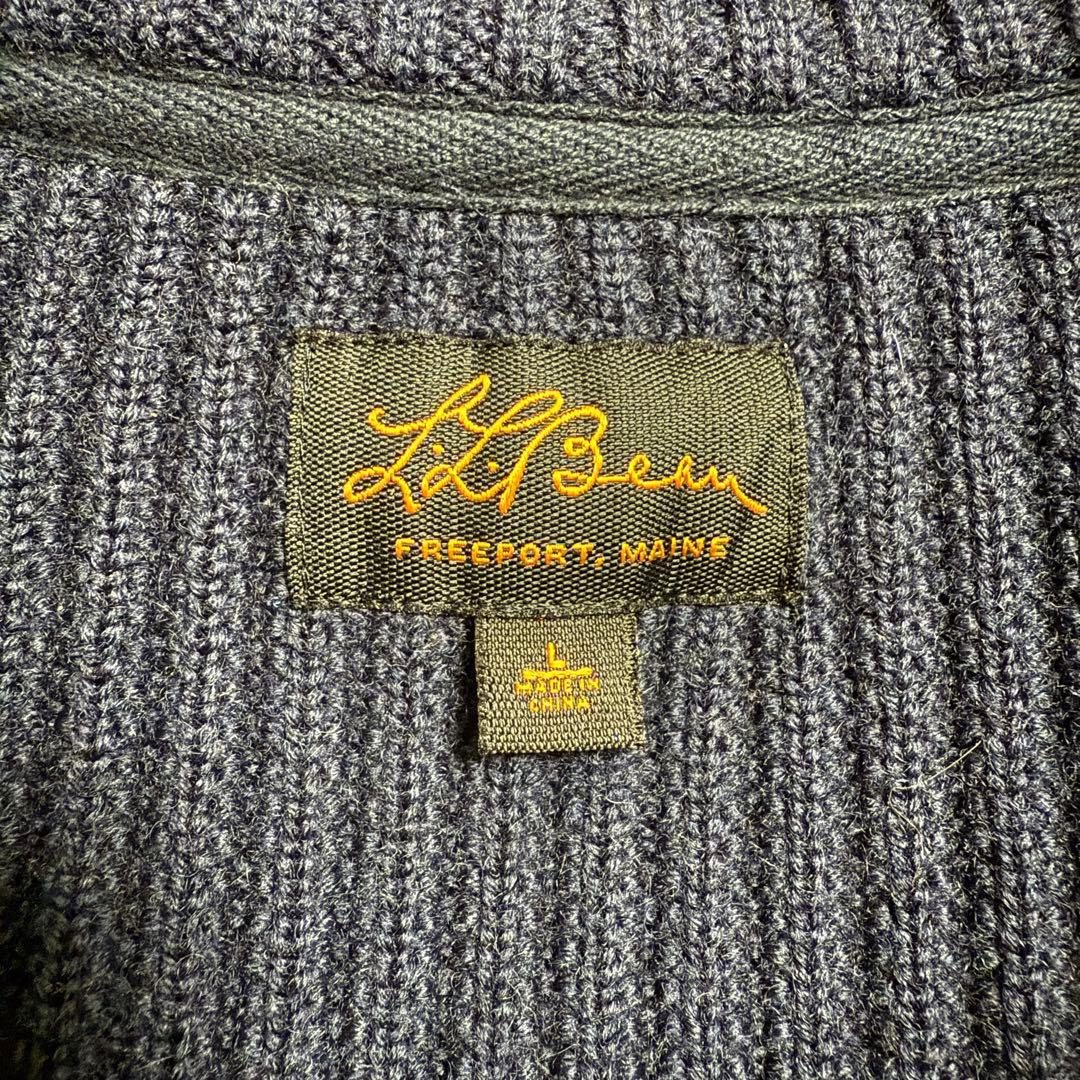 L.L.Bean
FREEPORT, MAINE
L
MADE IN
CHINA